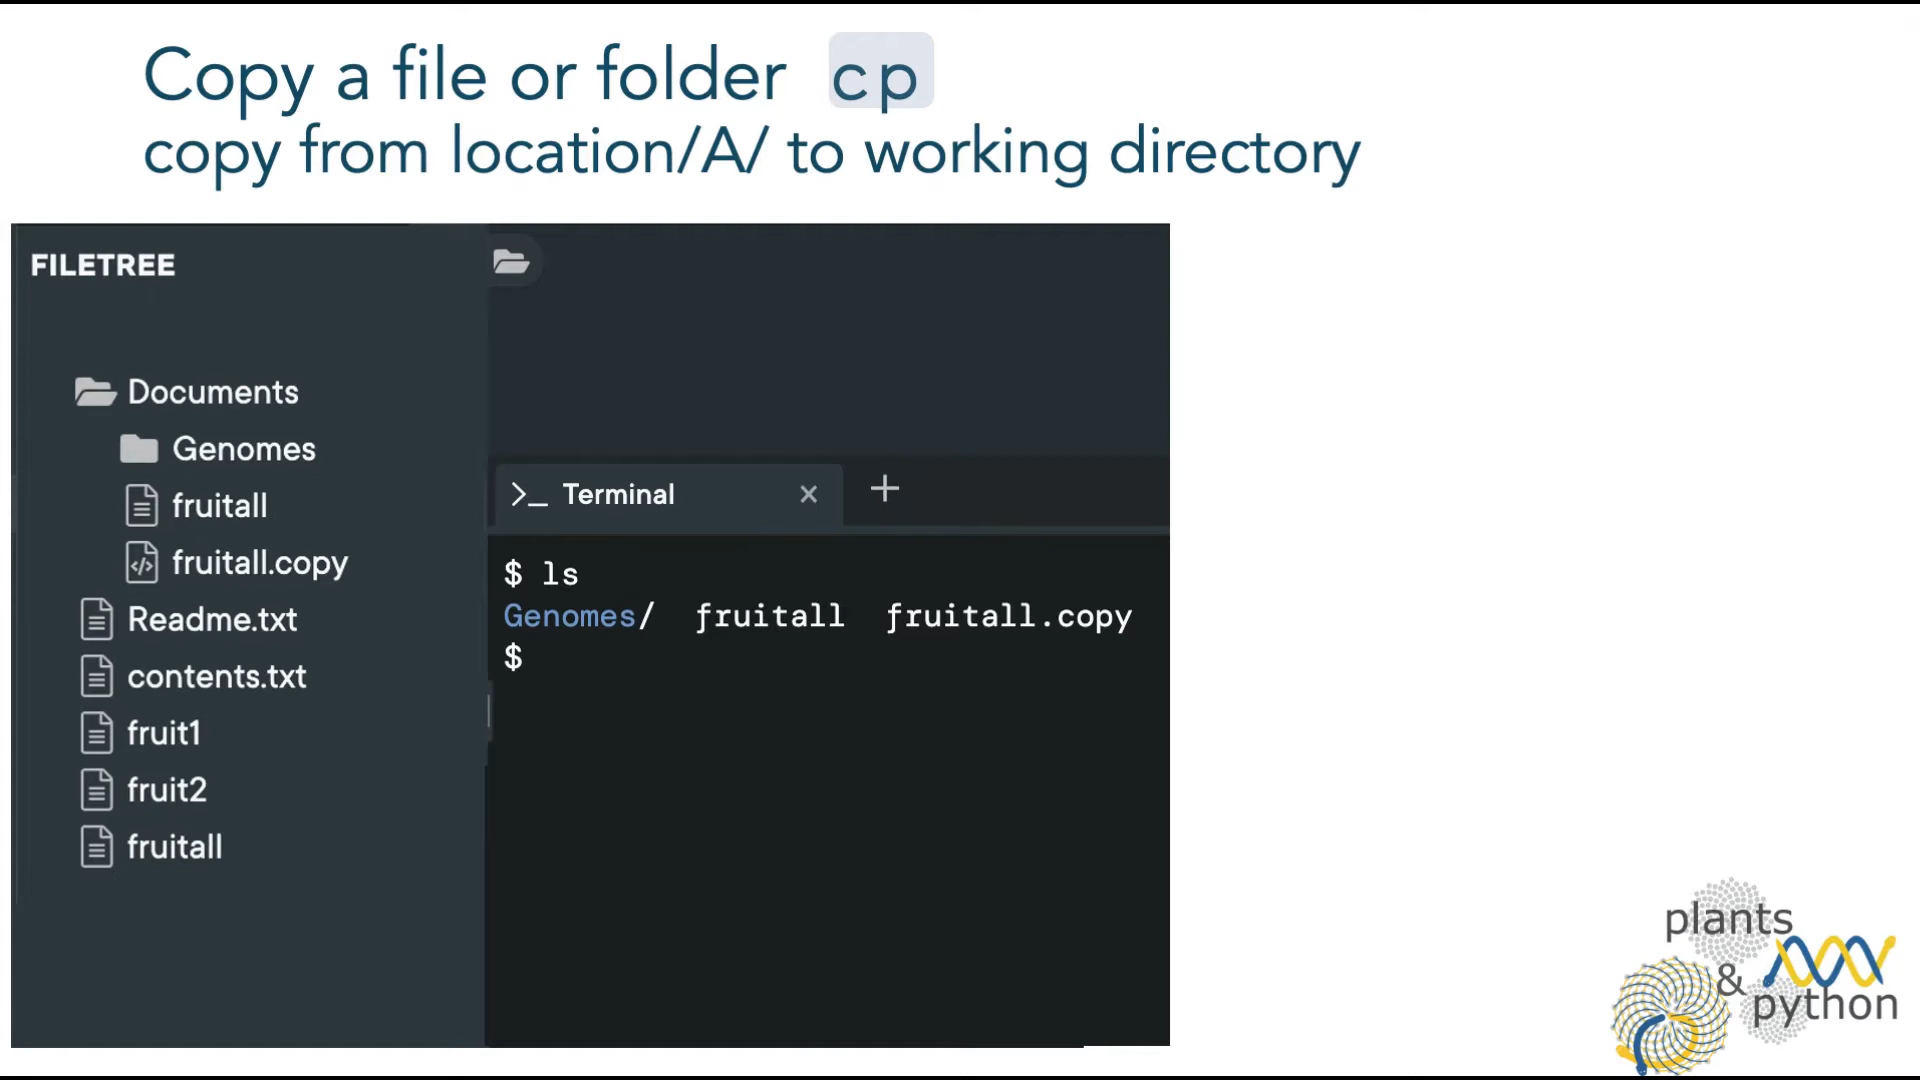 Copy a file or folder cp
copy from location/A/ to working directory
FILETREE
Documents
Genomes
fruitall
fruitall.copy
Readme.txt
contents.txt
fruit1
fruit2
fruitall
>_ Terminal × +
$ ls
Genomes/ fruitall fruitall.copy
$
plants
&
python